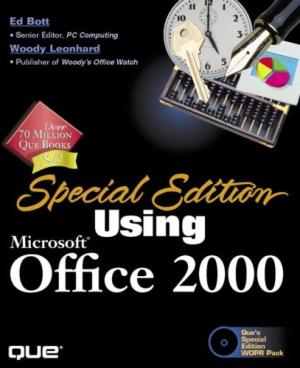 Ed Bott
• Senior Editor, PC Computing
Woody Leonhard
• Publisher of Woody's Office Watch
Over
70 MILLION
QUE BOOKS
Sold
Special Edition
Using
Microsoft®
Office 2000
que®
Que's
Special
Edition
WOPR Pack